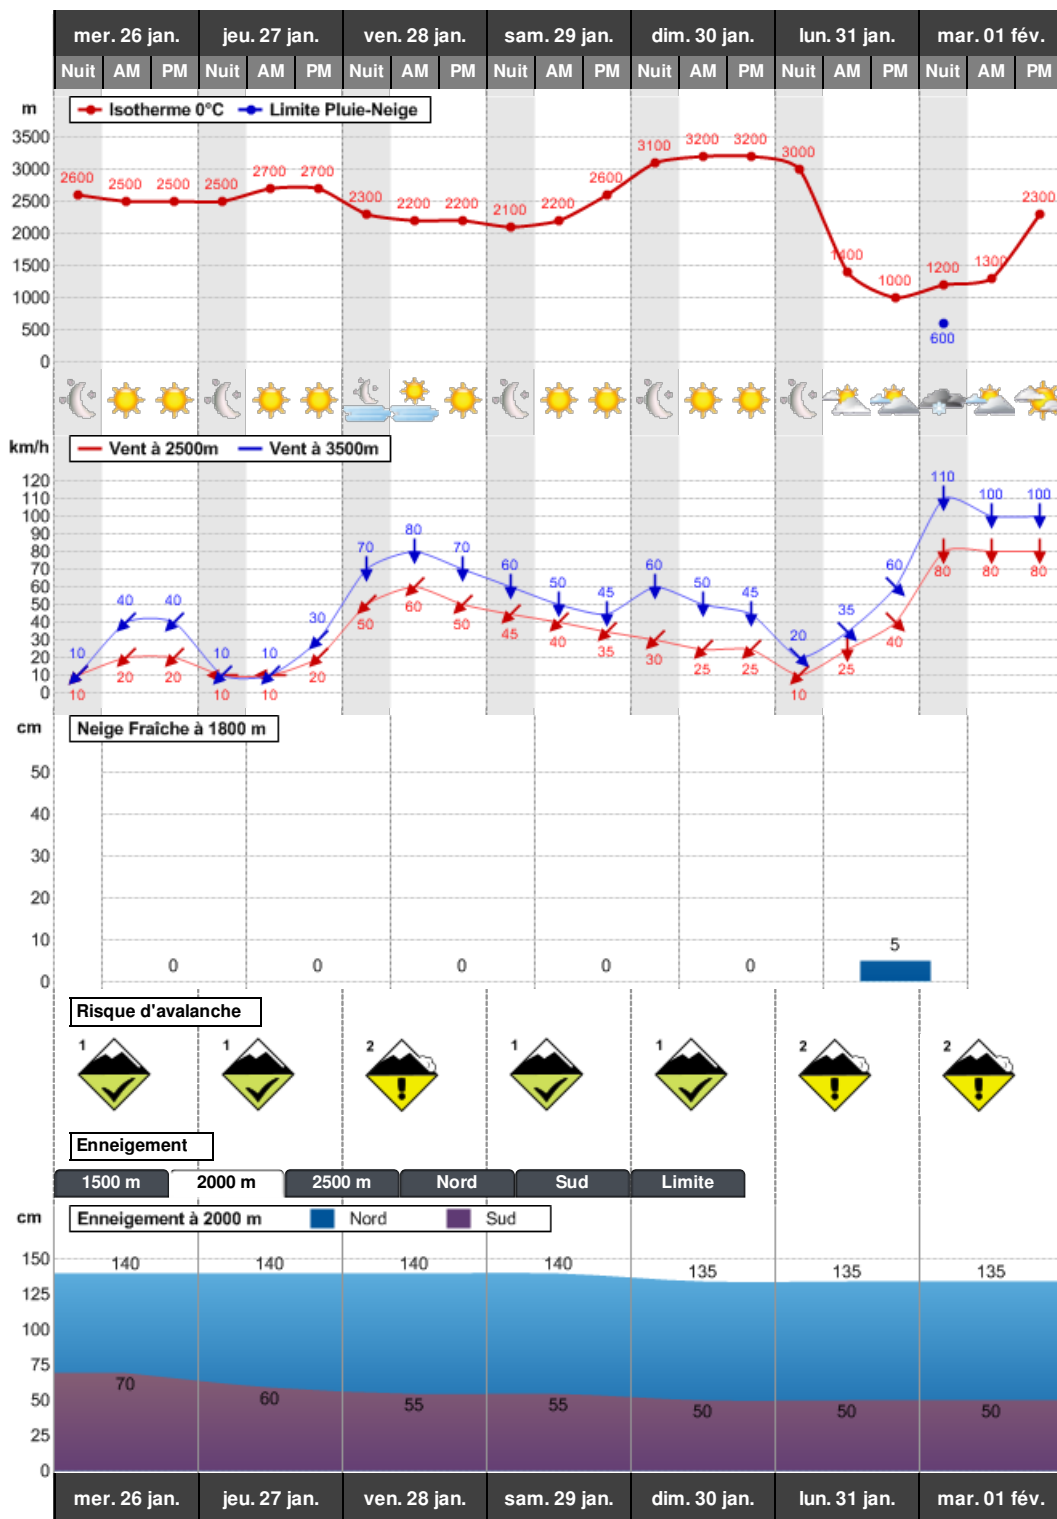 mer. 26 jan. jeu. 27 jan. ven. 28 jan. sam. 29 jan. dim. 30 jan. lun. 31 jan. mar. 01 fév.
Nuit AM PM Nuit AM PM Nuit AM PM Nuit AM PM Nuit AM PM Nuit AM PM Nuit AM PM
m
Isotherme 0°C Limite Pluie-Neige
3500
3000
2500
2000
1500
1000
500
0
2600 2500 2500 2500 2700 2700 2300 2200 2200 2100 2200 2600 3100 3200 3200 3000 1400 1000 1200 1300 2300
600
km/h
Vent à 2500m Vent à 3500m
120
110
100
90
80
70
60
50
40
30
20
10
0
10 40 40 10 10 30 70 80 70 60 50 45 60 50 45 20 35 60 110 100 100
10 20 20 10 10 20 50 60 50 45 40 35 30 25 25 10 25 40 80 80 80
cm
Neige Fraîche à 1800 m
50
40
30
20
10
0
0 0 0 0 0 5
Risque d'avalanche
1 1 2 1 1 2 2
Enneigement
1500 m 2000 m 2500 m Nord Sud Limite
cm
Enneigement à 2000 m Nord Sud
150
125
100
75
50
25
0
140 140 140 140 135 135 135
70 60 55 55 50 50 50
mer. 26 jan. jeu. 27 jan. ven. 28 jan. sam. 29 jan. dim. 30 jan. lun. 31 jan. mar. 01 fév.